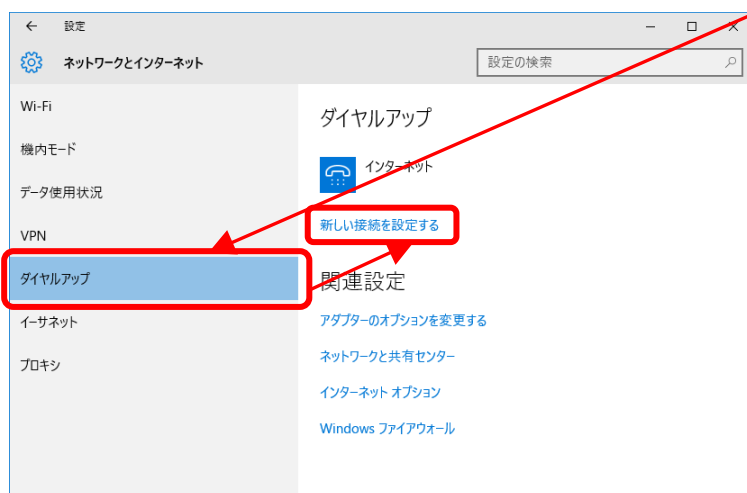 設定
ネットワークとインターネット
設定の検索
Wi-Fi
機内モード
データ使用状況
VPN
ダイヤルアップ
イーサネット
プロキシ
ダイヤルアップ
インターネット
新しい接続を設定する
関連設定
アダプターのオプションを変更する
ネットワークと共有センター
インターネット オプション
Windows ファイアウォール